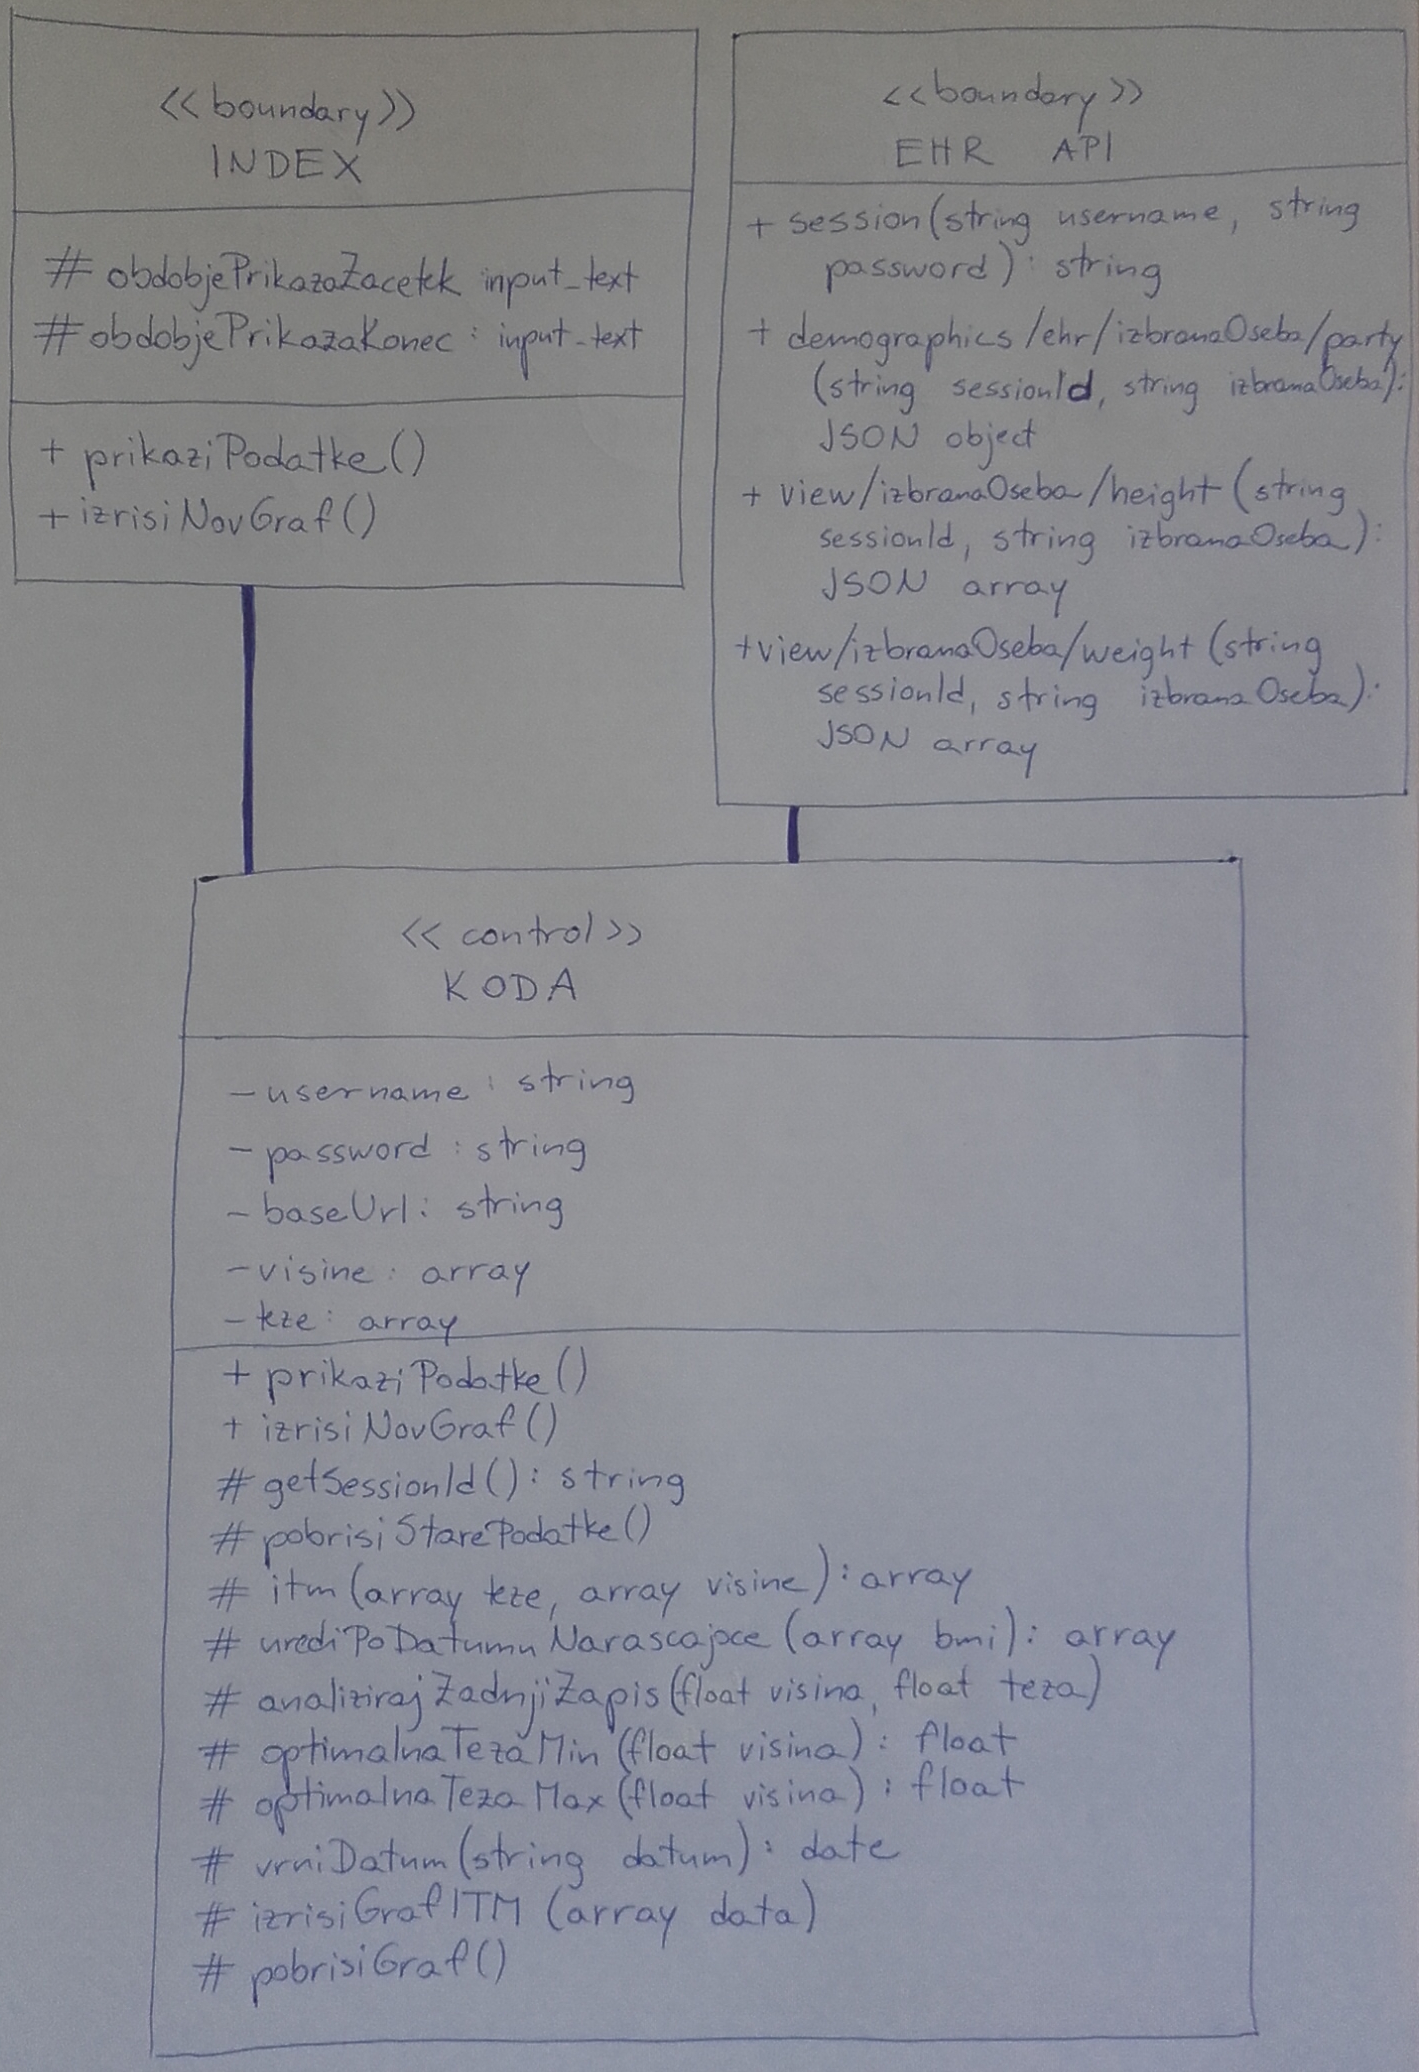 <<boundary>>
INDEX
# obdobjePrikazaZacetek input_text
# obdobjePrikazaKonec : input_text
+ prikaziPodatke()
+ izrisiNovGraf()
<<boundary>>
EHR API
+ session(string username, string
password) : string
+ demographics/ehr/izbranaOseba/party
(string sessionId, string izbranaOseba):
JSON object
+ view/izbranaOseba/height (string
sessionId, string izbranaOseba):
JSON array
+view/izbranaOseba/weight (string
sessionId, string izbranaOseba):
JSON array
<< control >>
KODA
- username : string
- password : string
- baseUrl : string
- visine : array
- teze : array
+ prikaziPodatke()
+ izrisiNovGraf()
# getSessionId() : string
# pobrisiStarePodatke()
# itm (array teze, array visine) : array
# urediPoDatumuNarascajoce (array bmi) : array
# analizirajZadnjiZapis(float visina, float teza)
# optimalnaTezaMin (float visina) : float
# optimalnaTezaMax (float visina) : float
# vrniDatum (string datum) : date
# izrisiGrafITM (array data)
# pobrisiGraf()